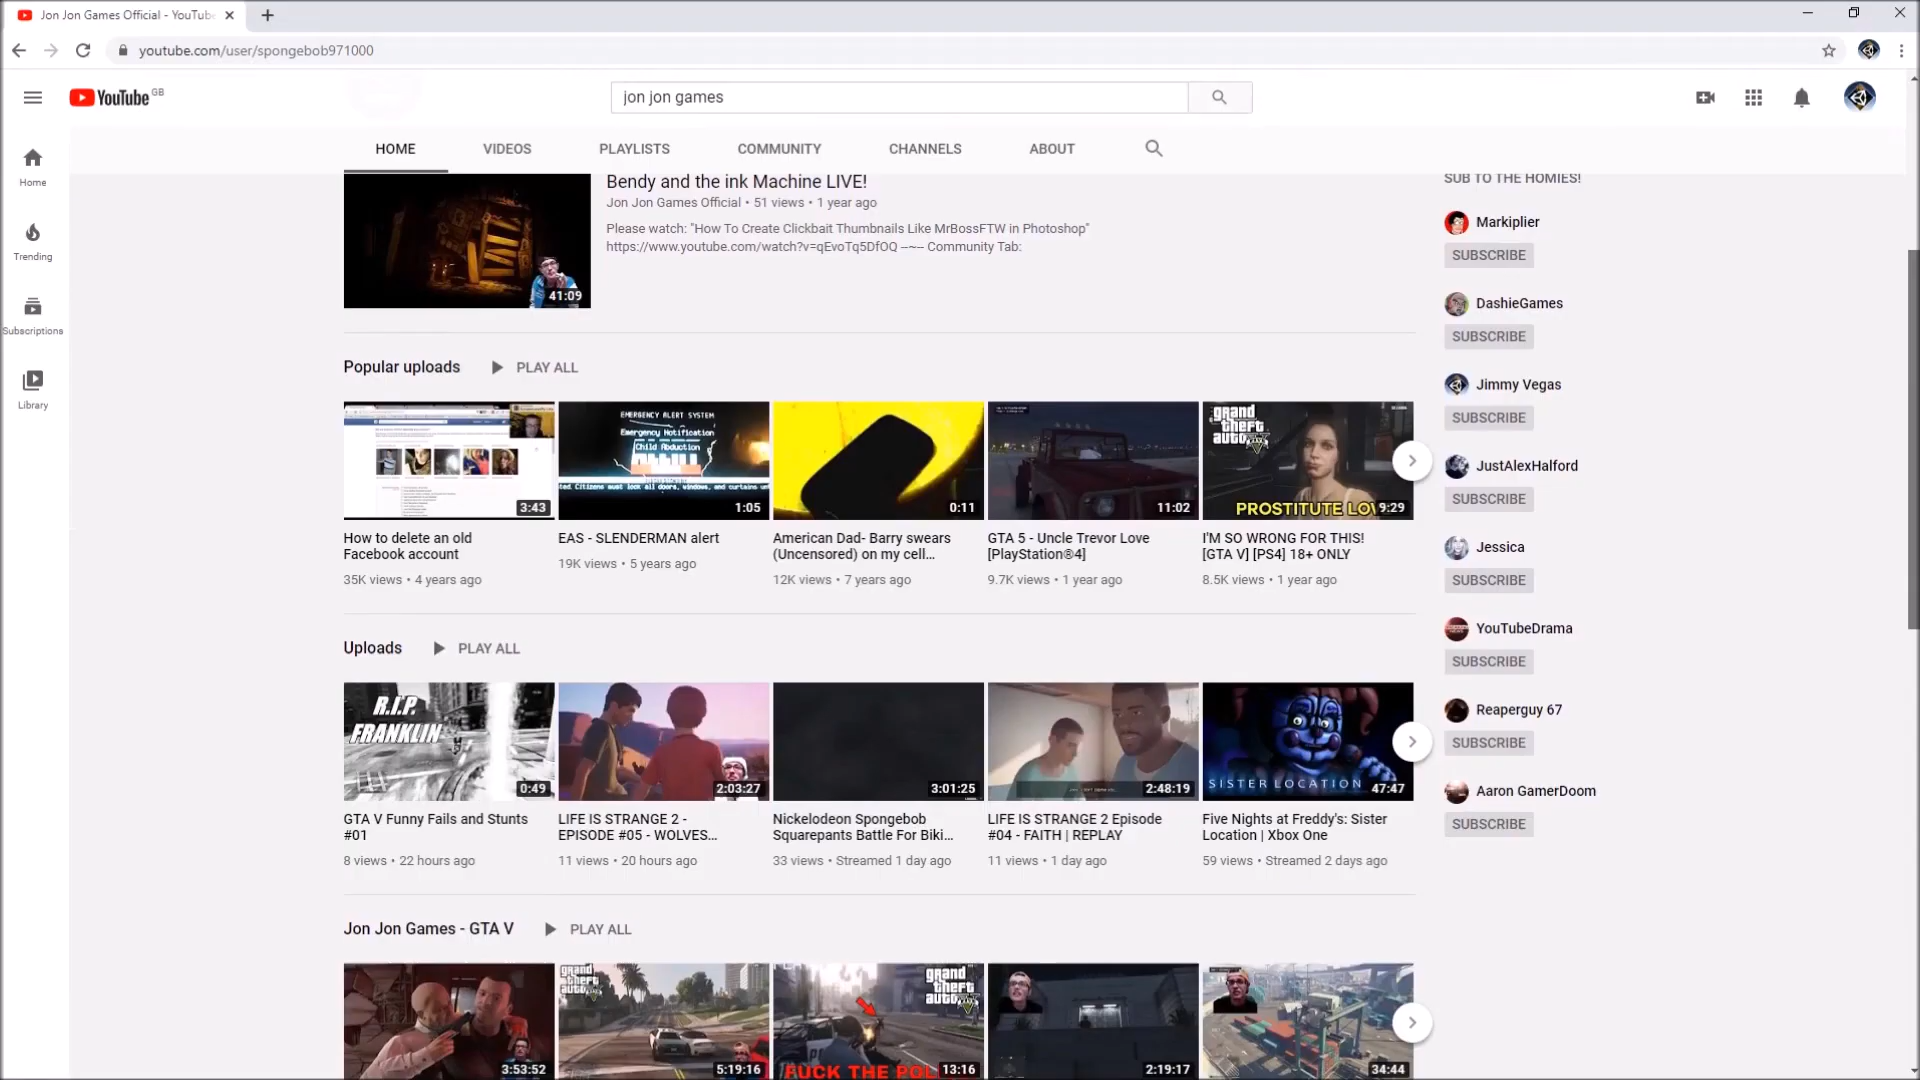 Jon Jon Games Official - YouTube
youtube.com/user/spongebob971000
YouTube GB
jon jon games
HOME VIDEOS PLAYLISTS COMMUNITY CHANNELS ABOUT
Home
Trending
Subscriptions
Library
Bendy and the ink Machine LIVE!
Jon Jon Games Official • 51 views • 1 year ago
Please watch: "How To Create Clickbait Thumbnails Like MrBossFTW in Photoshop"
https://www.youtube.com/watch?v=qEvoTq5DfOQ --~-- Community Tab:
41:09
Popular uploads PLAY ALL
3:43
How to delete an old
Facebook account
35K views • 4 years ago
EMERGENCY ALERT SYSTEM
Emergency Notification
Child Abduction
ted. Citizens must lock all doors, windows, and curtains
1:05
EAS - SLENDERMAN alert
19K views • 5 years ago
0:11
American Dad- Barry swears
(Uncensored) on my cell...
12K views • 7 years ago
11:02
GTA 5 - Uncle Trevor Love
[PlayStation®4]
9.7K views • 1 year ago
grand
theft
auto V
PROSTITUTE LOV
9:29
I'M SO WRONG FOR THIS!
[GTA V] [PS4] 18+ ONLY
8.5K views • 1 year ago
Uploads PLAY ALL
R.I.P.
FRANKLIN
0:49
GTA V Funny Fails and Stunts
#01
8 views • 22 hours ago
2:03:27
LIFE IS STRANGE 2 -
EPISODE #05 - WOLVES...
11 views • 20 hours ago
3:01:25
Nickelodeon Spongebob
Squarepants Battle For Biki...
33 views • Streamed 1 day ago
2:48:19
LIFE IS STRANGE 2 Episode
#04 - FAITH | REPLAY
11 views • 1 day ago
SISTER LOCATION
47:47
Five Nights at Freddy's: Sister
Location | Xbox One
59 views • Streamed 2 days ago
Jon Jon Games - GTA V PLAY ALL
3:53:52
grand
theft
auto V
5:19:16
grand
theft
auto V
FUCK THE POL
13:16
2:19:17
34:44
SUB TO THE HOMIES!
Markiplier
SUBSCRIBE
DashieGames
SUBSCRIBE
Jimmy Vegas
SUBSCRIBE
JustAlexHalford
SUBSCRIBE
Jessica
SUBSCRIBE
YouTubeDrama
SUBSCRIBE
Reaperguy 67
SUBSCRIBE
Aaron GamerDoom
SUBSCRIBE